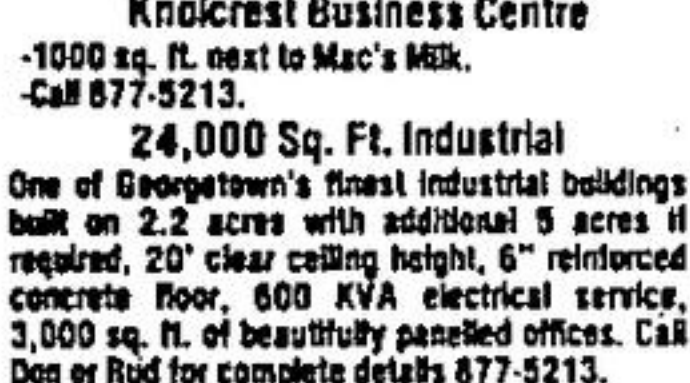 Knolcrest Business Centre
-1000 sq. ft. next to Mac's Milk.
-Call 877-5213.
24,000 Sq. Ft. Industrial
One of Georgetown's finest industrial buildings
built on 2.2 acres with additional 5 acres if
required, 20' clear ceiling height, 6" reinforced
concrete floor, 600 KVA electrical service,
3,000 sq. ft. of beautifully panelled offices. Call
Don or Rud for complete details 877-5213.